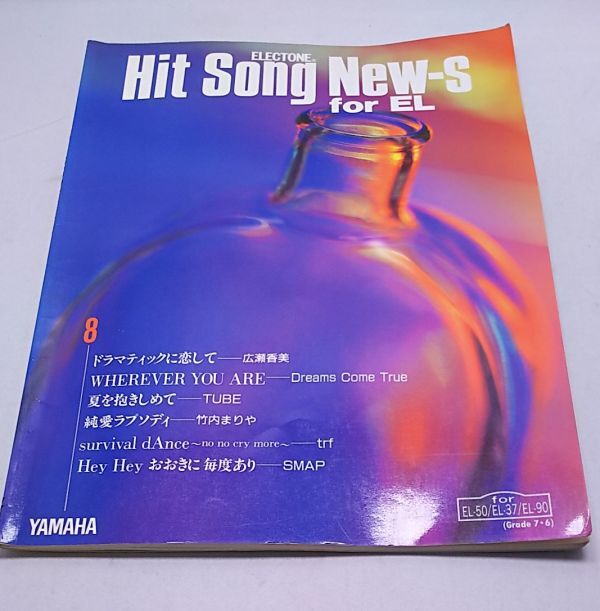 ELECTONE®
Hit Song New-s
for EL
8
ドラマティックに恋して──広瀬香美
WHEREVER YOU ARE──Dreams Come True
夏を抱きしめて──TUBE
純愛ラプソディ──竹内まりや
survival dAnce～no no cry more～──trf
Hey Hey おおきに毎度あり──SMAP
YAMAHA
for
EL-50/EL-37/EL-90
(Grade 7・6)